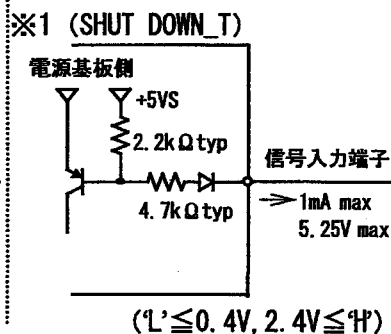 ※1 (SHUT DOWN_T)
電源基板側
+5VS
2.2kΩtyp
信号入力端子
4.7kΩtyp
1mA max
5.25V max
('L'≦0.4V, 2.4V≦'H')